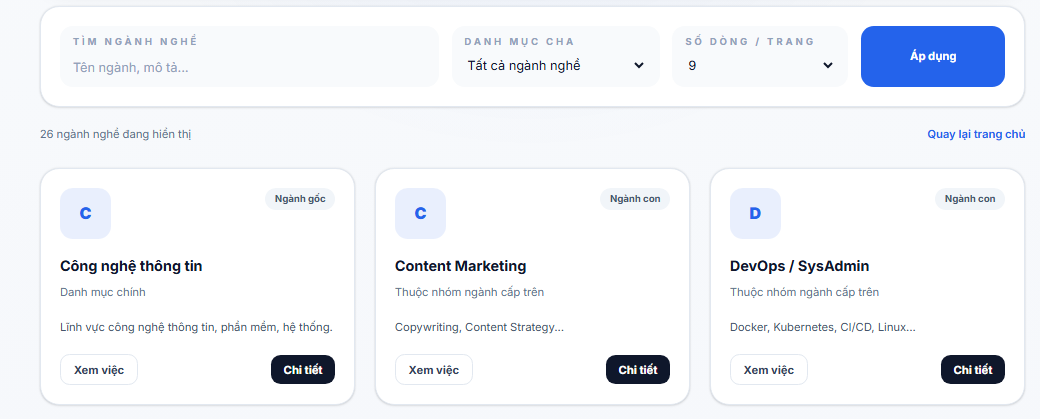 TÌM NGÀNH NGHỀ
Tên ngành, mô tả...
DANH MỤC CHA
Tất cả ngành nghề
SỐ DÒNG / TRANG
9
Áp dụng
26 ngành nghề đang hiển thị
Quay lại trang chủ
C
Ngành gốc
Công nghệ thông tin
Danh mục chính
Lĩnh vực công nghệ thông tin, phần mềm, hệ thống.
Xem việc
Chi tiết
C
Ngành con
Content Marketing
Thuộc nhóm ngành cấp trên
Copywriting, Content Strategy...
Xem việc
Chi tiết
D
Ngành con
DevOps / SysAdmin
Thuộc nhóm ngành cấp trên
Docker, Kubernetes, CI/CD, Linux...
Xem việc
Chi tiết